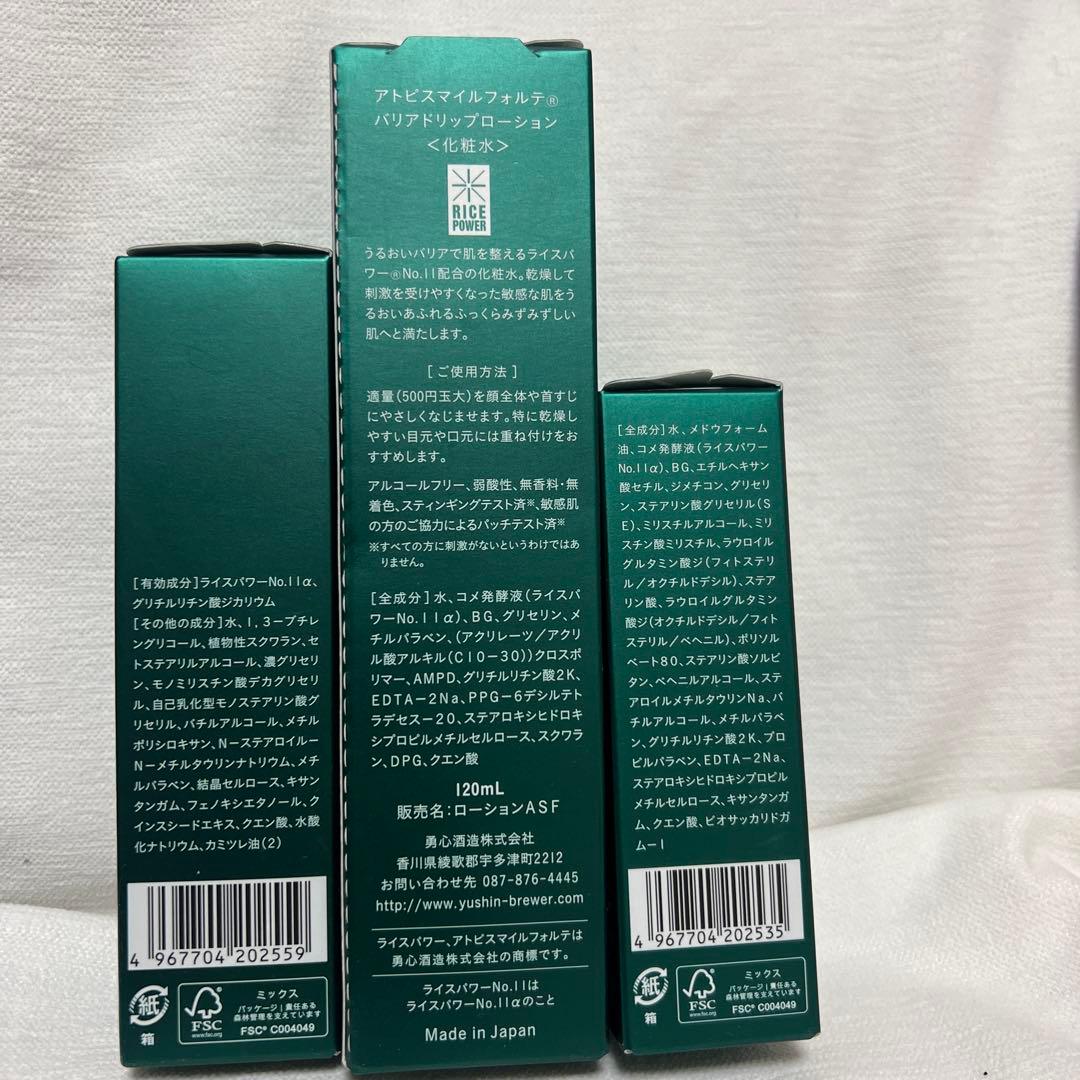 [有効成分]ライスパワーNo.11α、
グリチルリチン酸ジカリウム
[その他の成分]水、1,3-ブチレ
ングリコール、植物性スクワラン、セ
トステアリルアルコール、濃グリセリ
ン、モノミリスチン酸デカグリセリ
ル、自己乳化型モノステアリン酸グ
リセリル、バチルアルコール、メチル
ポリシロキサン、N-ステアロイル-
N-メチルタウリンナトリウム、メチ
ルパラベン、結晶セルロース、キサン
タンガム、フェノキシエタノール、ク
インスシードエキス、クエン酸、水酸
化ナトリウム、カミツレ油(2)
4 967704 202559
紙
箱
FSC
www.fsc.org
ミックス
パッケージ|責任ある
森林管理を支えています
FSC® C004049
アトピスマイルフォルテ®
バリアドリップローション
<化粧水>
RICE
POWER
うるおいバリアで肌を整えるライスパ
ワー®No.11配合の化粧水。乾燥して
刺激を受けやすくなった敏感な肌をう
るおいあふれるふっくらみずみずしい
肌へと満たします。
[ご使用方法]
適量(500円玉大)を顔全体や首すじ
にやさしくなじませます。特に乾燥し
やすい目元や口元には重ね付けをお
すすめします。
アルコールフリー、弱酸性、無香料・無
着色、スティンギングテスト済※、敏感肌
の方のご協力によるパッチテスト済※
※すべての方に刺激がないというわけではあ
りません。
[全成分]水、コメ発酵液(ライスパ
ワーNo.11α)、BG、グリセリン、メ
チルパラベン、(アクリレーツ/アクリ
ル酸アルキル(C10-30))クロスポ
リマー、AMPD、グリチルリチン酸2K、
EDTA-2Na、PPG-6デシルテト
ラデセス-20、ステアロキシヒドロキ
シプロピルメチルセルロース、スクワラ
ン、DPG、クエン酸
120mL
販売名:ローションASF
勇心酒造株式会社
香川県綾歌郡宇多津町2212
お問い合わせ先 087-876-4445
http://www.yushin-brewer.com
ライスパワー、アトピスマイルフォルテは
勇心酒造株式会社の商標です。
ライスパワーNo.11は
ライスパワーNo.11αのこと
Made in Japan
[全成分]水、メドウフォーム
油、コメ発酵液(ライスパワー
No.11α)、BG、エチルヘキサン
酸セチル、ジメチコン、グリセリ
ン、ステアリン酸グリセリル(S
E)、ミリスチルアルコール、ミリ
スチン酸ミリスチル、ラウロイル
グルタミン酸ジ(フィトステリ
ル/オクチルドデシル)、ステア
リン酸、ラウロイルグルタミン
酸ジ(オクチルドデシル/フィト
ステリル/ベヘニル)、ポリソル
ベート80、ステアリン酸ソルビ
タン、ベヘニルアルコール、ステ
アロイルメチルタウリンNa、バ
チルアルコール、メチルパラベ
ン、グリチルリチン酸2K、プロ
ピルパラベン、EDTA-2Na、
ステアロキシヒドロキシプロピル
メチルセルロース、キサンタンガ
ム、クエン酸、ビオサッカリドガ
ム-1
4 967704 202535
紙
箱
FSC
www.fsc.org
ミックス
パッケージ|責任ある
森林管理を支えています
FSC® C004049